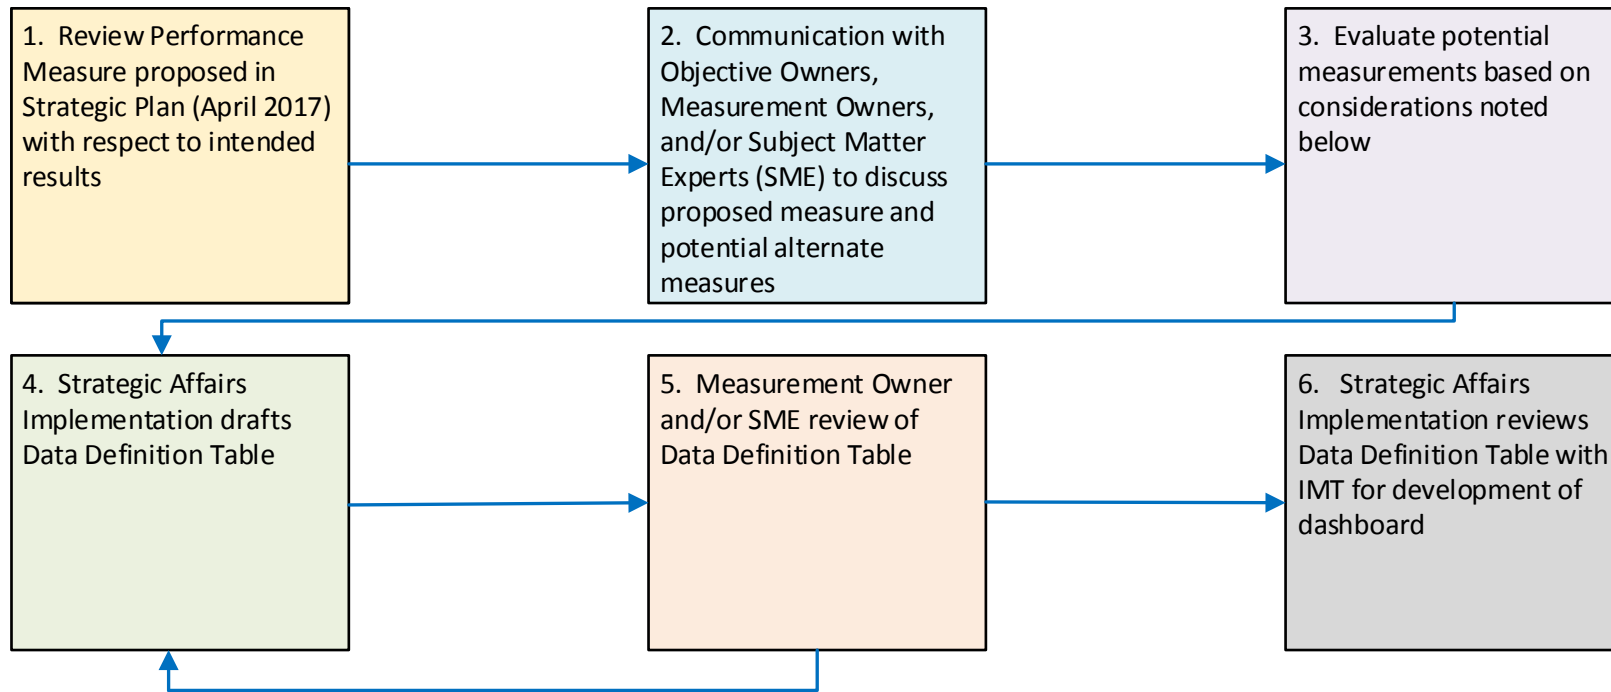 1.  Review Performance
Measure proposed in
Strategic Plan (April 2017)
with respect to intended
results
2.  Communication with
Objective Owners,
Measurement Owners,
and/or Subject Matter
Experts (SME) to discuss
proposed measure and
potential alternate
measures
3.  Evaluate potential
measurements based on
considerations noted
below
4.  Strategic Affairs
Implementation drafts
Data Definition Table
5.  Measurement Owner
and/or SME review of
Data Definition Table
6.   Strategic Affairs
Implementation reviews
Data Definition Table with
IMT for development of
dashboard